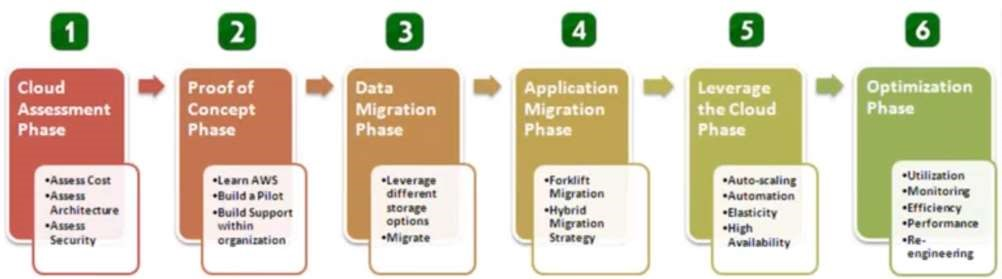 1
Cloud
Assessment
Phase
•Assess Cost
•Assess
Architecture
•Assess
Security
2
Proof of
Concept
Phase
•Learn AWS
•Build a Pilot
•Build Support
within
organization
3
Data
Migration
Phase
•Leverage
different
storage
options
•Migrate
4
Application
Migration
Phase
•Forklift
Migration
•Hybrid
Migration
Strategy
5
Leverage
the Cloud
Phase
•Auto-scaling
•Automation
•Elasticity
•High
Availability
6
Optimization
Phase
•Utilization
•Monitoring
•Efficiency
•Performance
•Re-
engineering